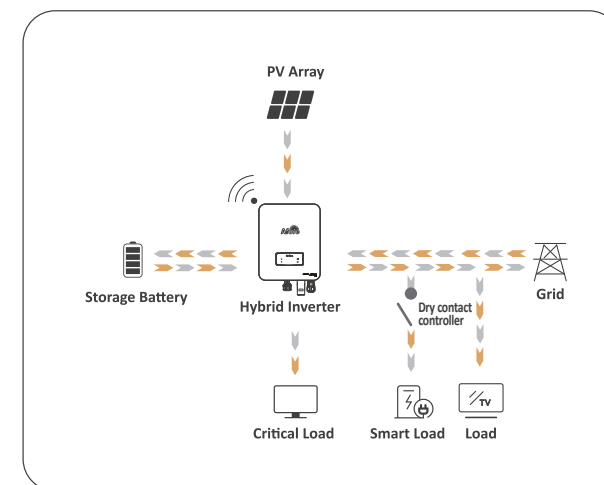 PV Array
Storage Battery
Hybrid Inverter
Dry contact
controller
Grid
Critical Load
Smart Load
Load
TV